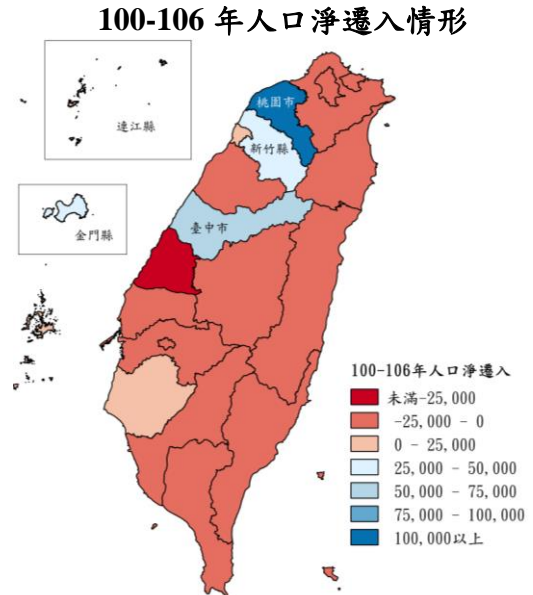 100-106 年人口淨遷入情形
連江縣
桃園市
新竹縣
金門縣
臺中市
100-106年人口淨遷入
未滿-25,000
-25,000 - 0
0 - 25,000
25,000 - 50,000
50,000 - 75,000
75,000 - 100,000
100,000以上